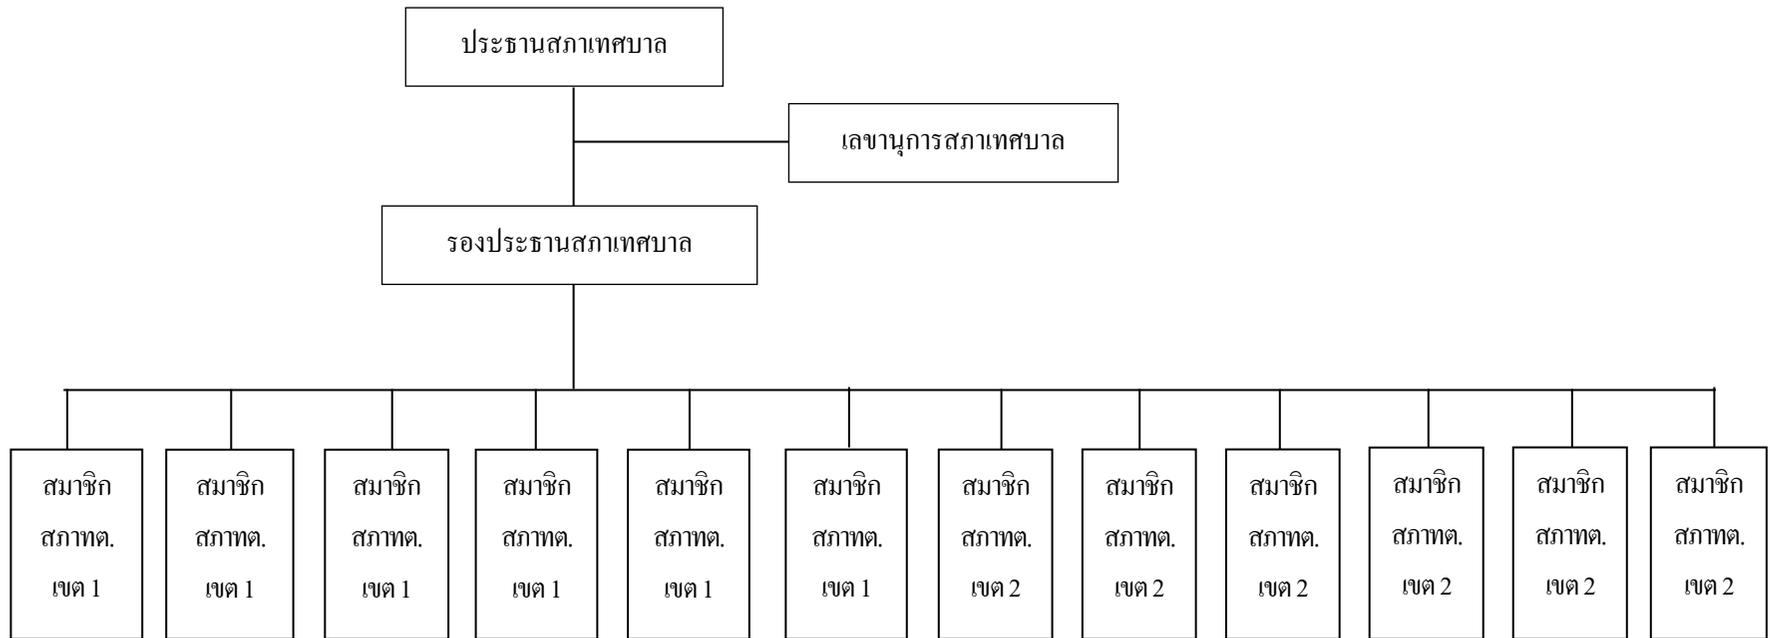 ประธานสภาเทศบาล
เลขานุการสภาเทศบาล
รองประธานสภาเทศบาล
สมาชิก
สภาทต.
เขต 1
สมาชิก
สภาทต.
เขต 1
สมาชิก
สภาทต.
เขต 1
สมาชิก
สภาทต.
เขต 1
สมาชิก
สภาทต.
เขต 1
สมาชิก
สภาทต.
เขต 1
สมาชิก
สภาทต.
เขต 2
สมาชิก
สภาทต.
เขต 2
สมาชิก
สภาทต.
เขต 2
สมาชิก
สภาทต.
เขต 2
สมาชิก
สภาทต.
เขต 2
สมาชิก
สภาทต.
เขต 2